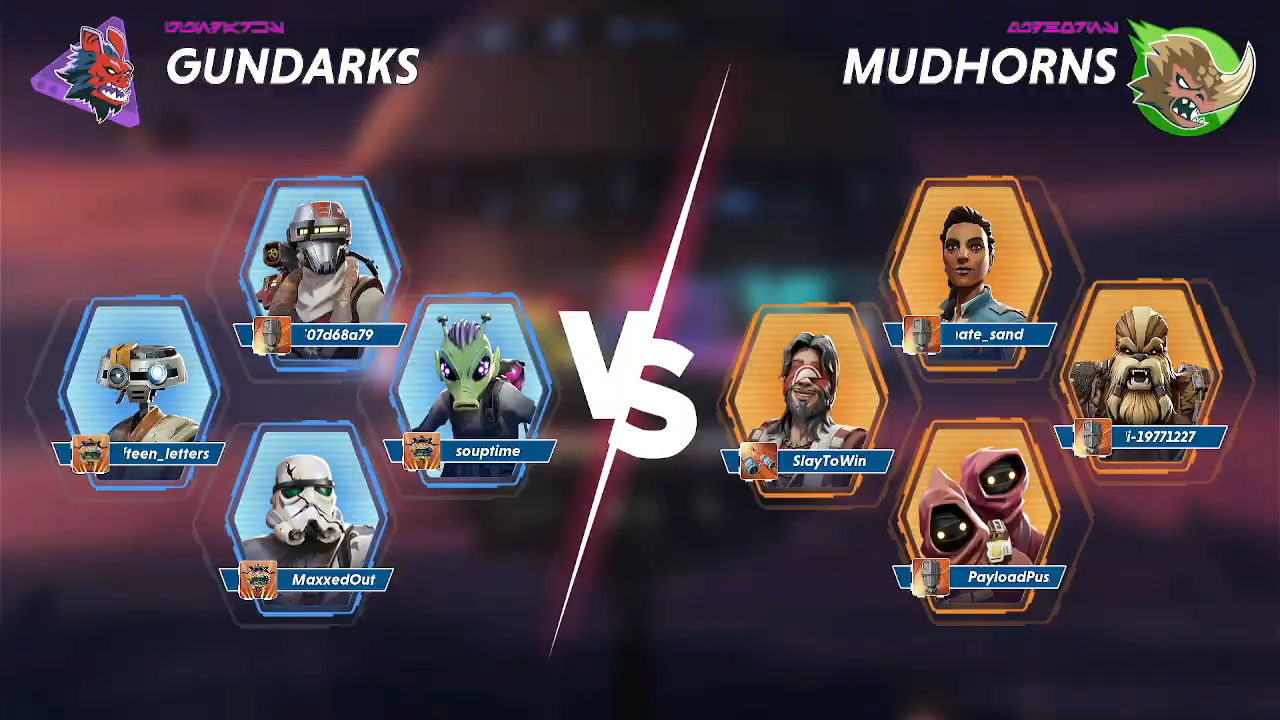 GUNDARKS
MUDHORNS
07d68a79
ate_sand
teen_letters
souptime
VS
SlayToWin
i-19771227
MaxxedOut
PayloadPus